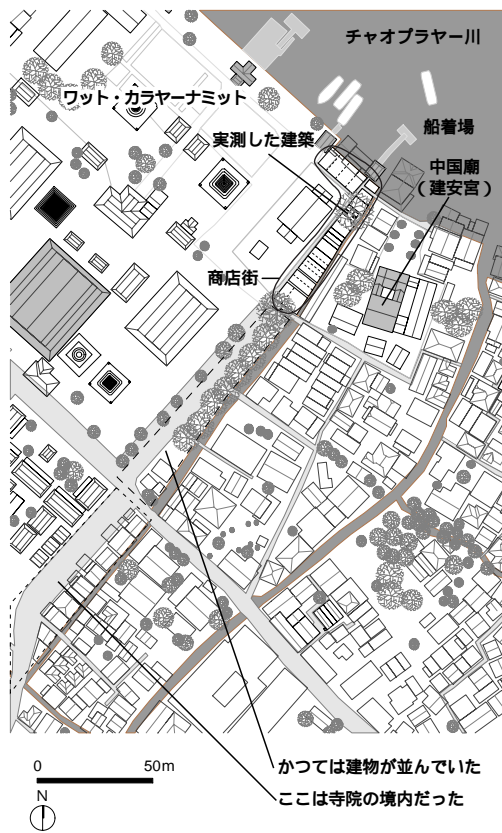 チャオプラヤー川
ワット・カラヤーナミット
船着場
実測した建築
中国廟
（建安宮）
商店街
かつては建物が並んでいた
ここは寺院の境内だった
0 50m
N